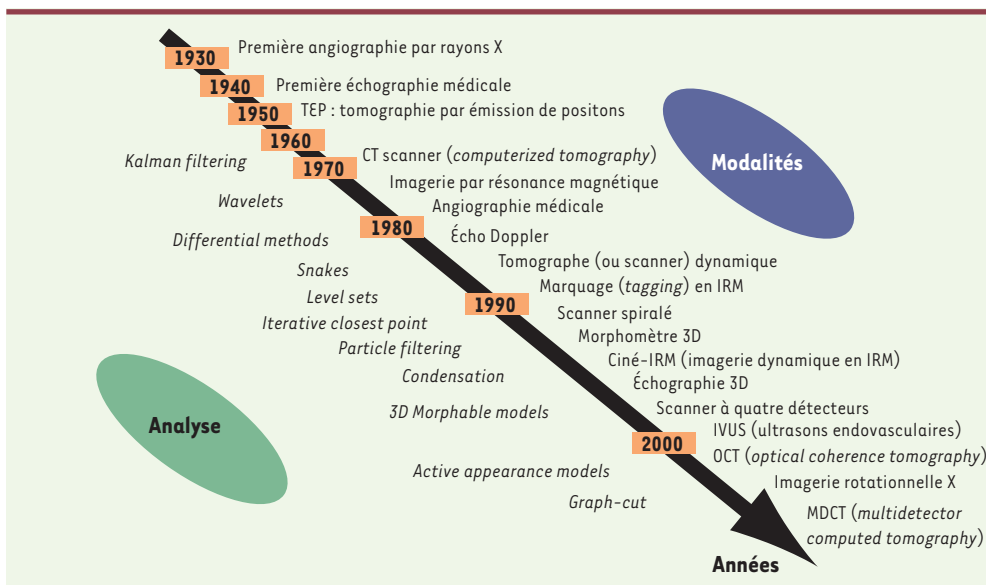 1930 Première angiographie par rayons X
1940 Première échographie médicale
1950 TEP : tomographie par émission de positons
1960
Kalman filtering
1970 CT scanner (computerized tomography)
Modalités
Imagerie par résonance magnétique
Wavelets
Angiographie médicale
1980
Écho Doppler
Differential methods
Tomographe (ou scanner) dynamique
Snakes
Marquage (tagging) en IRM
Level sets
1990
Scanner spiralé
Iterative closest point
Morphomètre 3D
Particle filtering
Ciné-IRM (imagerie dynamique en IRM)
Condensation
Échographie 3D
3D Morphable models
Scanner à quatre détecteurs
Analyse
IVUS (ultrasons endovasculaires)
2000
OCT (optical coherence tomography)
Active appearance models
Imagerie rotationnelle X
Graph-cut
MDCT (multidetector
computed tomography)
Années